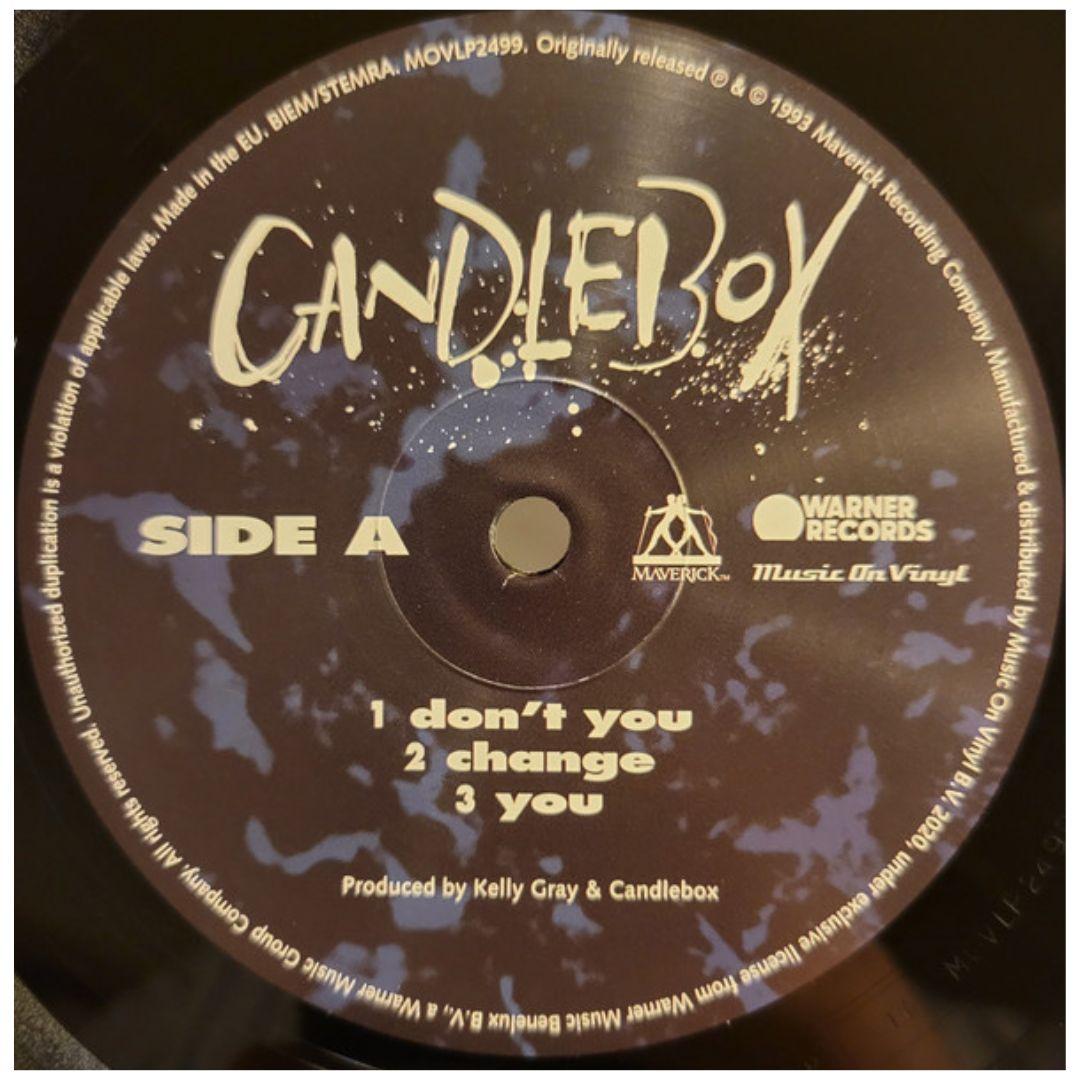 CANDLEBOX
SIDE A
MAVERICK™
WARNER
RECORDS
Music On Vinyl
1 don't you
2 change
3 you
Produced by Kelly Gray & Candlebox
All rights reserved. Unauthorized duplication is a violation of applicable laws. Made in the EU. BIEM/STEMRA. MOVLP2499. Originally released ℗ & © 1993 Maverick Recording Company. Manufactured & distributed by Music On Vinyl B.V. 2020, under exclusive license from Warner Music Benelux B.V., a Warner Music Group Company.